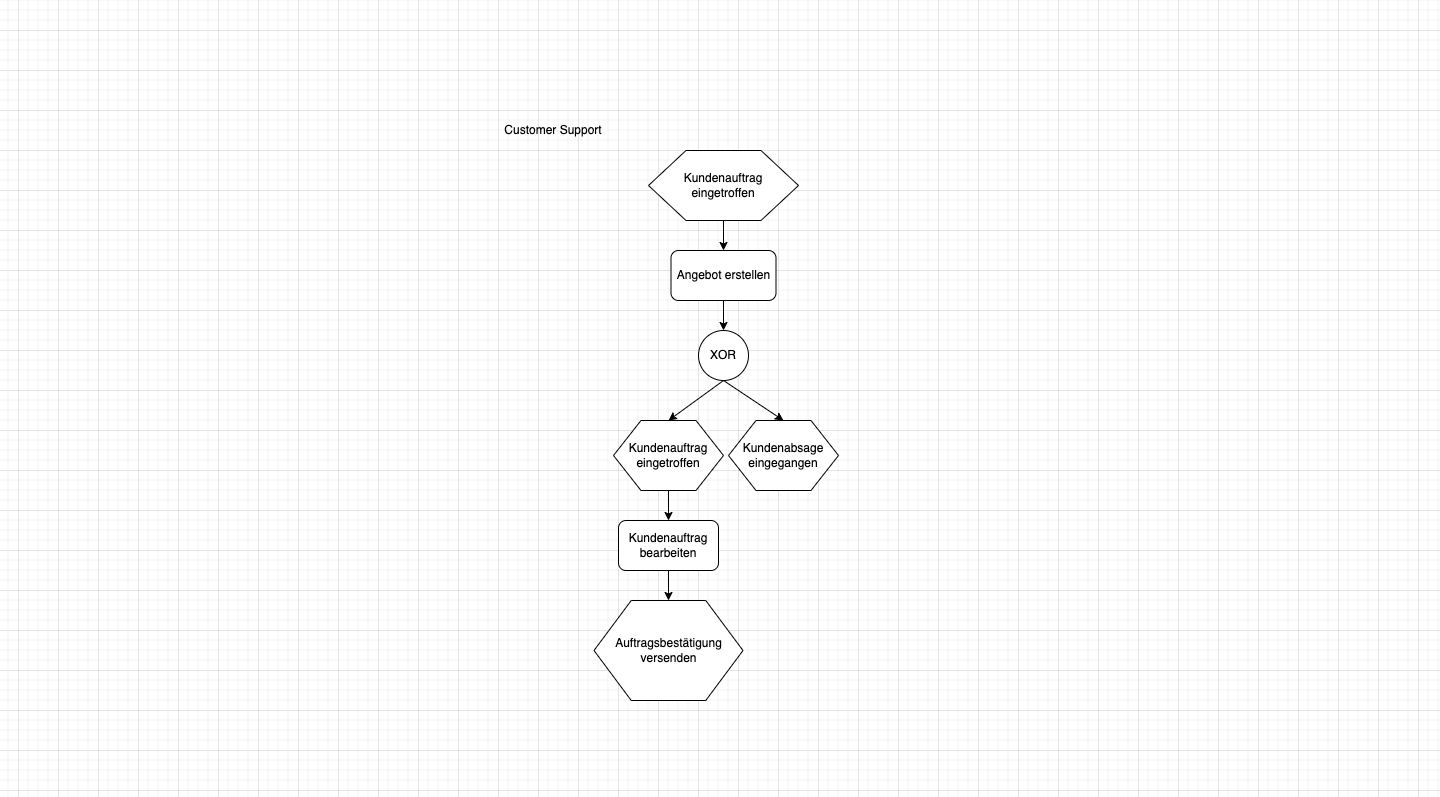 Customer Support
Kundenauftrag
eingetroffen
Angebot erstellen
XOR
Kundenauftrag
eingetroffen
Kundenabsage
eingegangen
Kundenauftrag
bearbeiten
Auftragsbestätigung
versenden